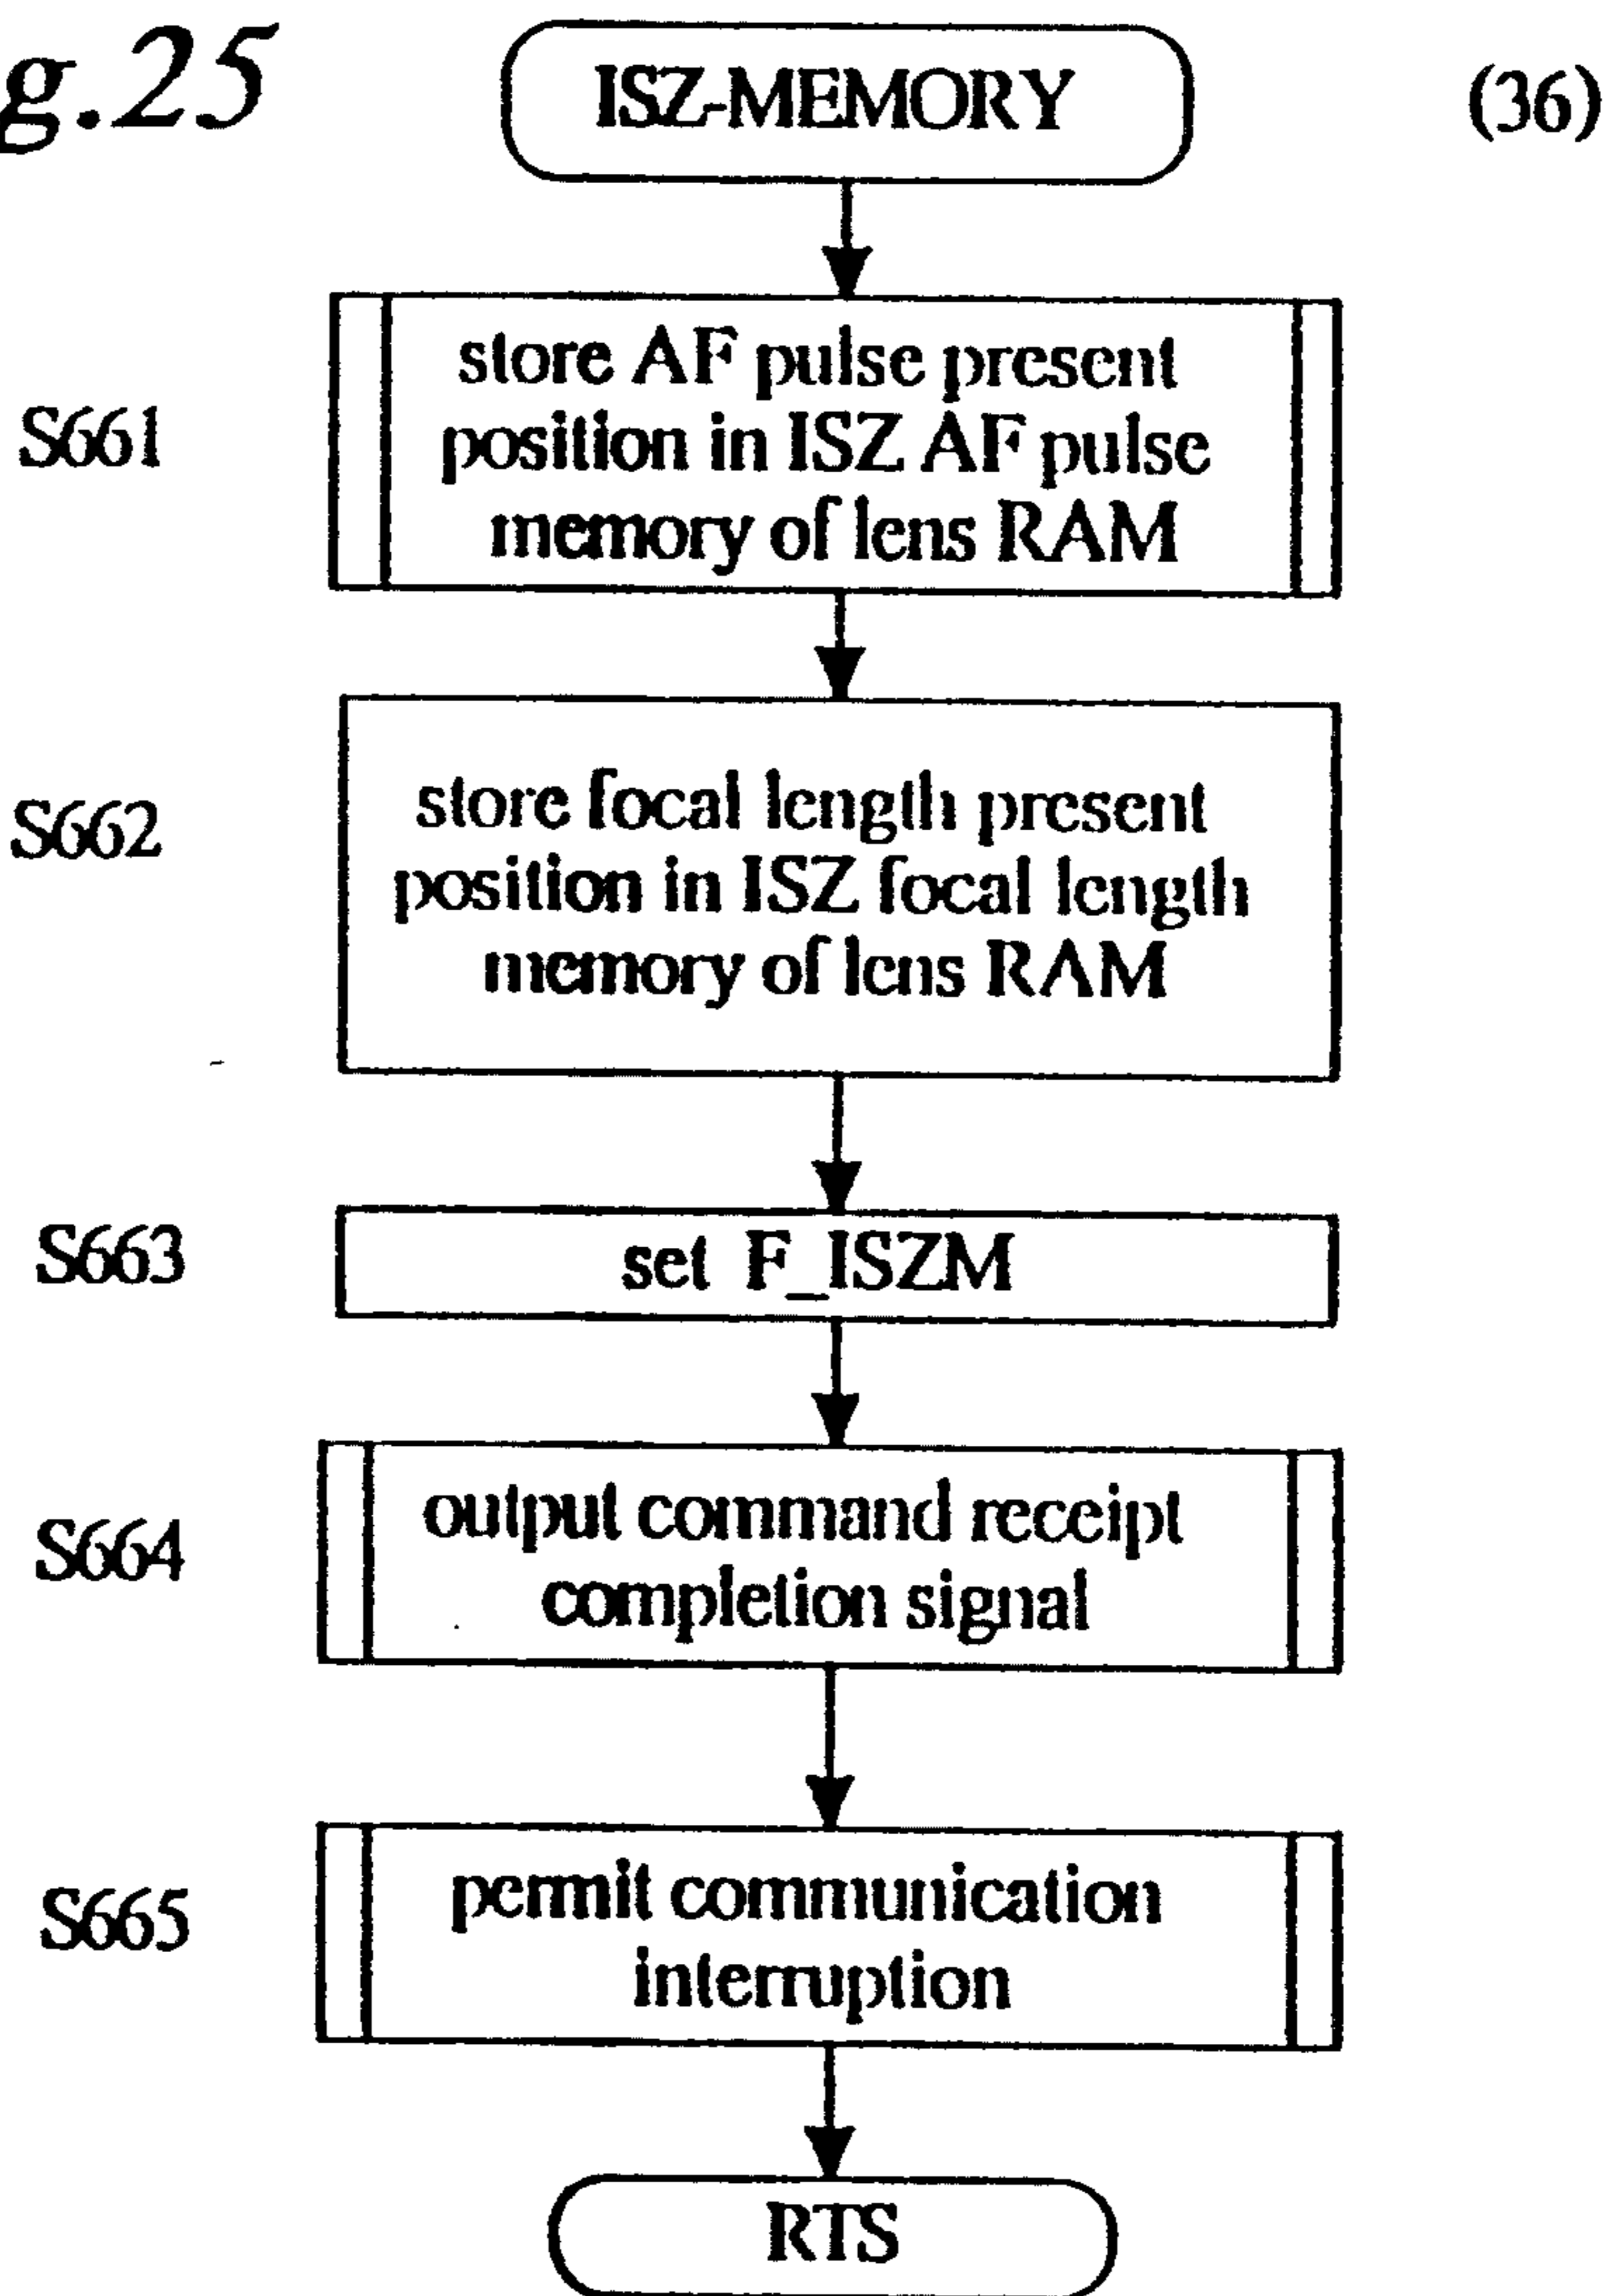 g.25
ISZ-MEMORY
(36)
S661
store AF pulse present
position in ISZ AF pulse
memory of lens RAM
S662
store focal length present
position in ISZ focal length
memory of lens RAM
S663
set F_ISZM
S664
output command receipt
completion signal
S665
permit communication
interruption
RTS